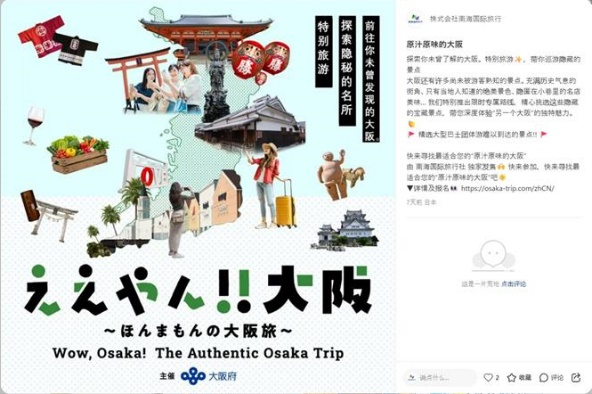 前往你未曾发现的大阪
探索隐秘的名所
特别旅游
勝
勝
ええやん!!大阪
～ほんまもんの大阪旅～
Wow, Osaka! The Authentic Osaka Trip
主催 大阪府
株式会社南海国际旅行
原汁原味的大阪
探索你未曾了解的大阪。特别旅游✨，带你巡游隐藏的
景点
大阪还有许多尚未被游客熟知的景点。充满历史气息的
街角、只有当地人知道的绝美景色、隐匿在小巷里的名店
美味... 我们特别推出限时专属路线，精心挑选这些隐藏
的宝藏景点，带您深度体验“另一个大阪”的独特魅力。
🚩 精选大型巴士团体游难以到达的景点!! 🚩
快来寻找最适合您的“原汁原味的大阪”
由 南海国际旅行社 独家发售🙌 快来参加，快来寻找最
适合您的“原汁原味的大阪”吧🌟
▼详情及报名👀 https://osaka-trip.com/zhCN/
7天前 日本
这是一片荒地 点击评论
说点什么...
2 收藏 评论